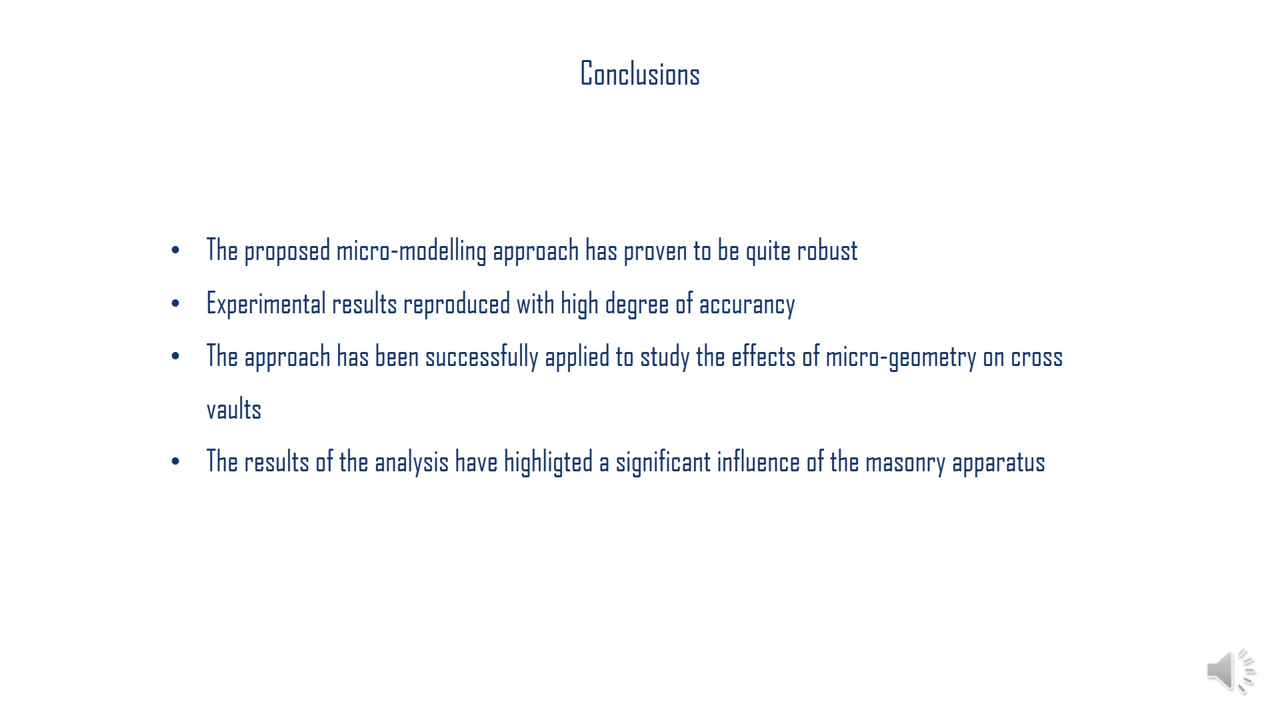 Conclusions
• The proposed micro-modelling approach has proven to be quite robust
• Experimental results reproduced with high degree of accurancy
• The approach has been successfully applied to study the effects of micro-geometry on cross
vaults
• The results of the analysis have highligted a significant influence of the masonry apparatus